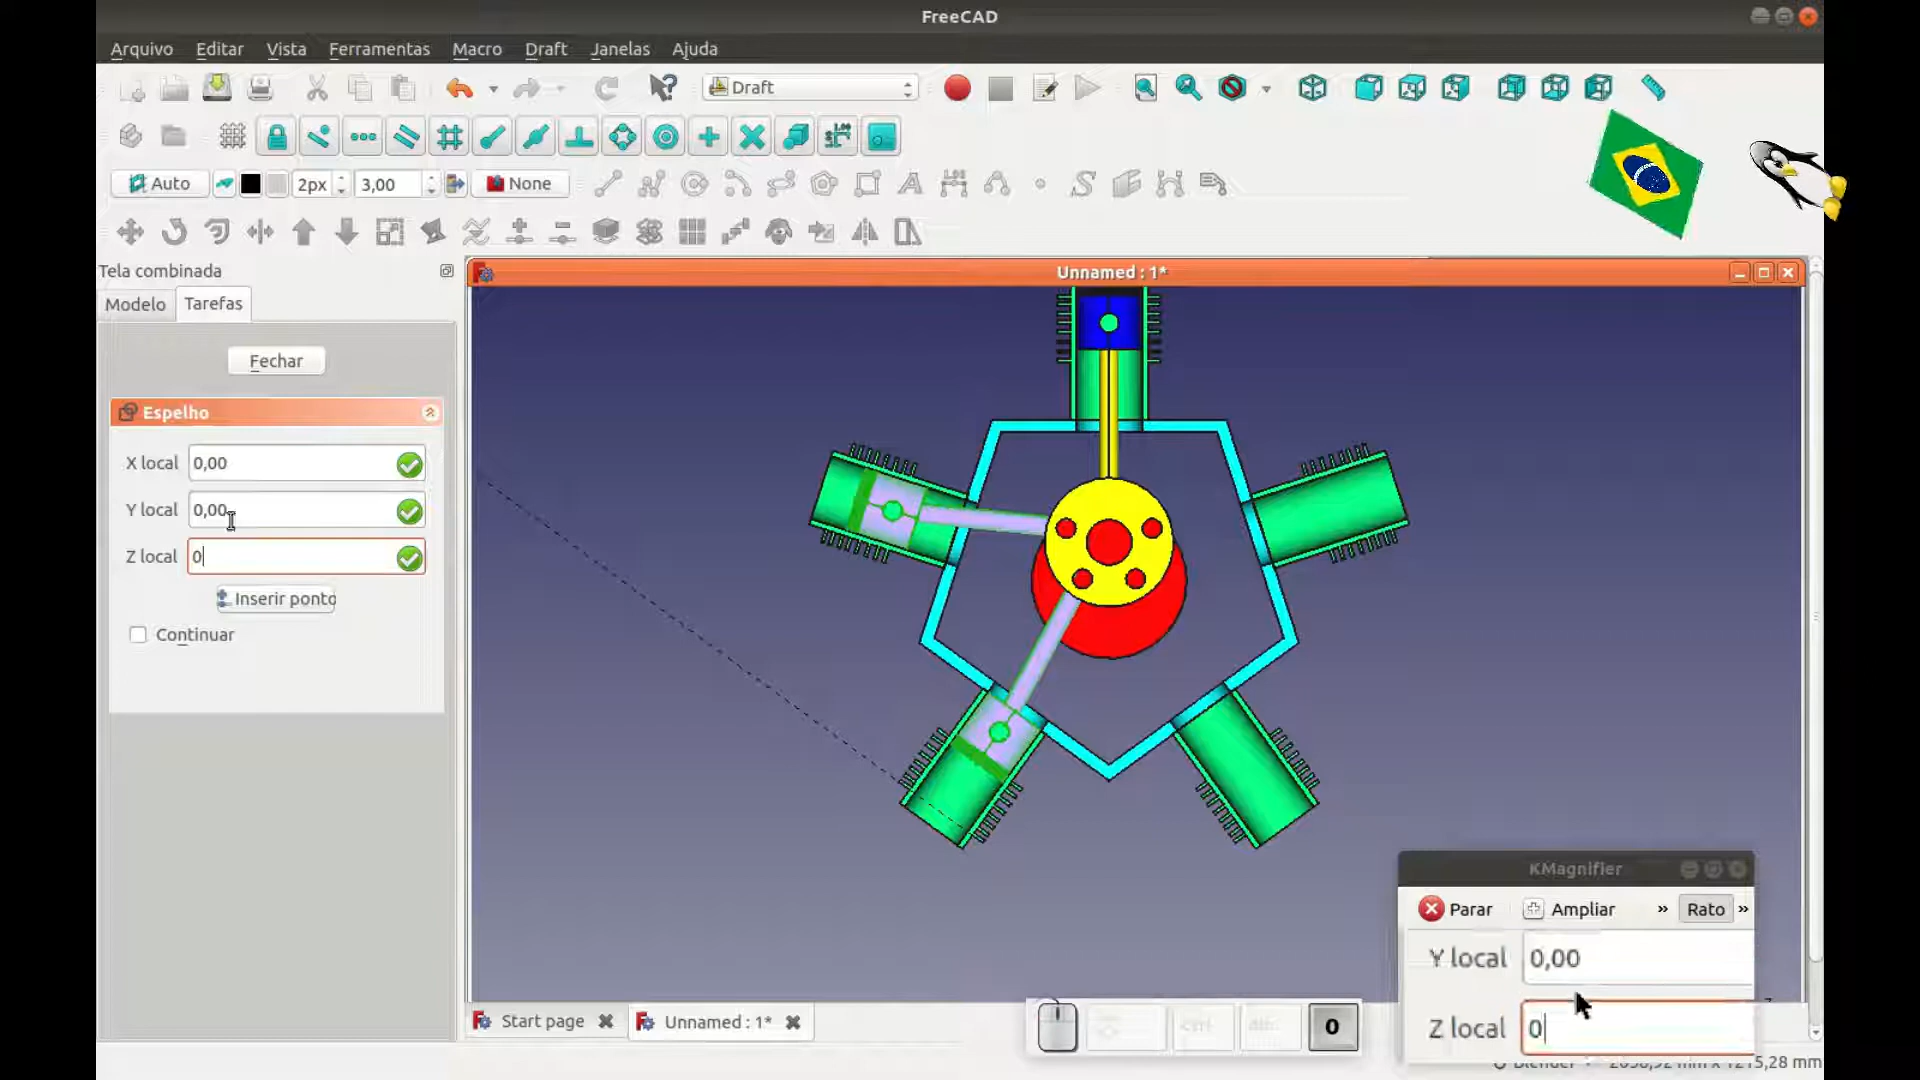 FreeCAD
Arquivo Editar Vista Ferramentas Macro Draft Janelas Ajuda
Draft
Auto 2px 3,00 None
Tela combinada
Unnamed : 1*
Modelo Tarefas
Fechar
Espelho
X local 0,00
Y local 0,00
Z local 0
Inserir ponto
Continuar
KMagnifier
Parar Ampliar » Rato »
Y local 0,00
Z local 0
Start page Unnamed : 1*
0